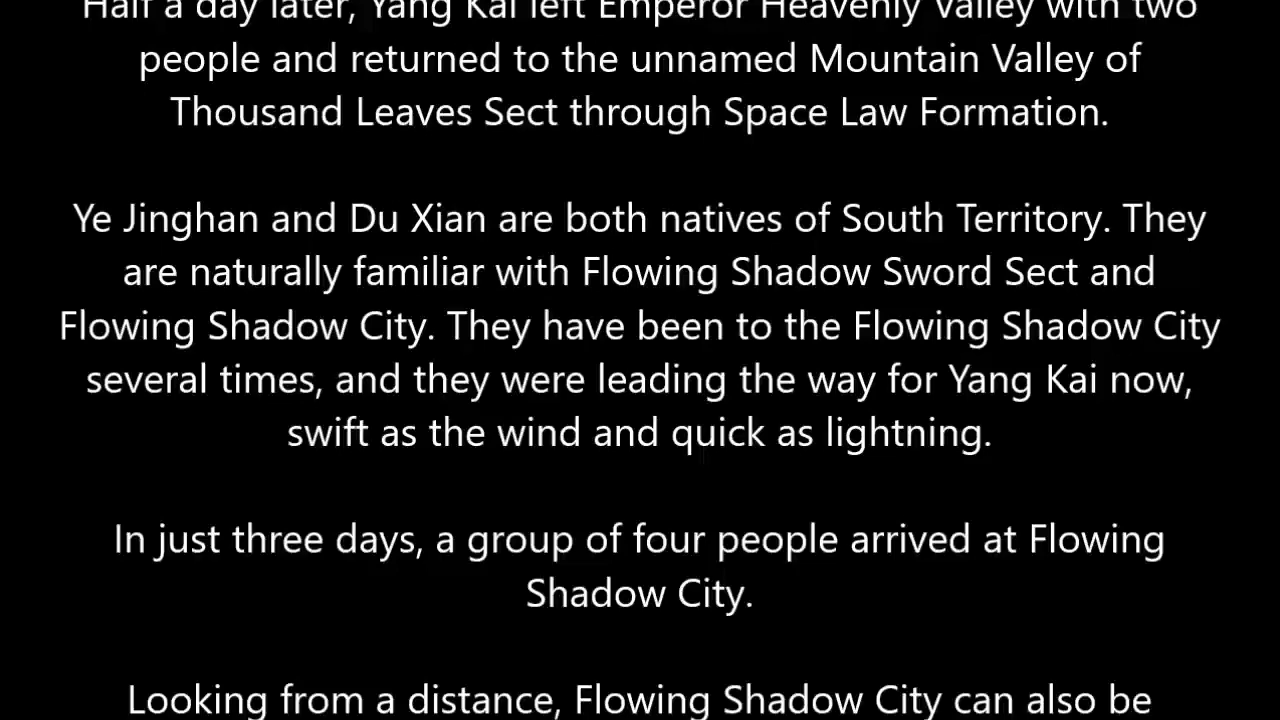 Half a day later, Yang Kai left Emperor Heavenly Valley with two
people and returned to the unnamed Mountain Valley of
Thousand Leaves Sect through Space Law Formation.
Ye Jinghan and Du Xian are both natives of South Territory. They
are naturally familiar with Flowing Shadow Sword Sect and
Flowing Shadow City. They have been to the Flowing Shadow City
several times, and they were leading the way for Yang Kai now,
swift as the wind and quick as lightning.
In just three days, a group of four people arrived at Flowing
Shadow City.
Looking from a distance, Flowing Shadow City can also be